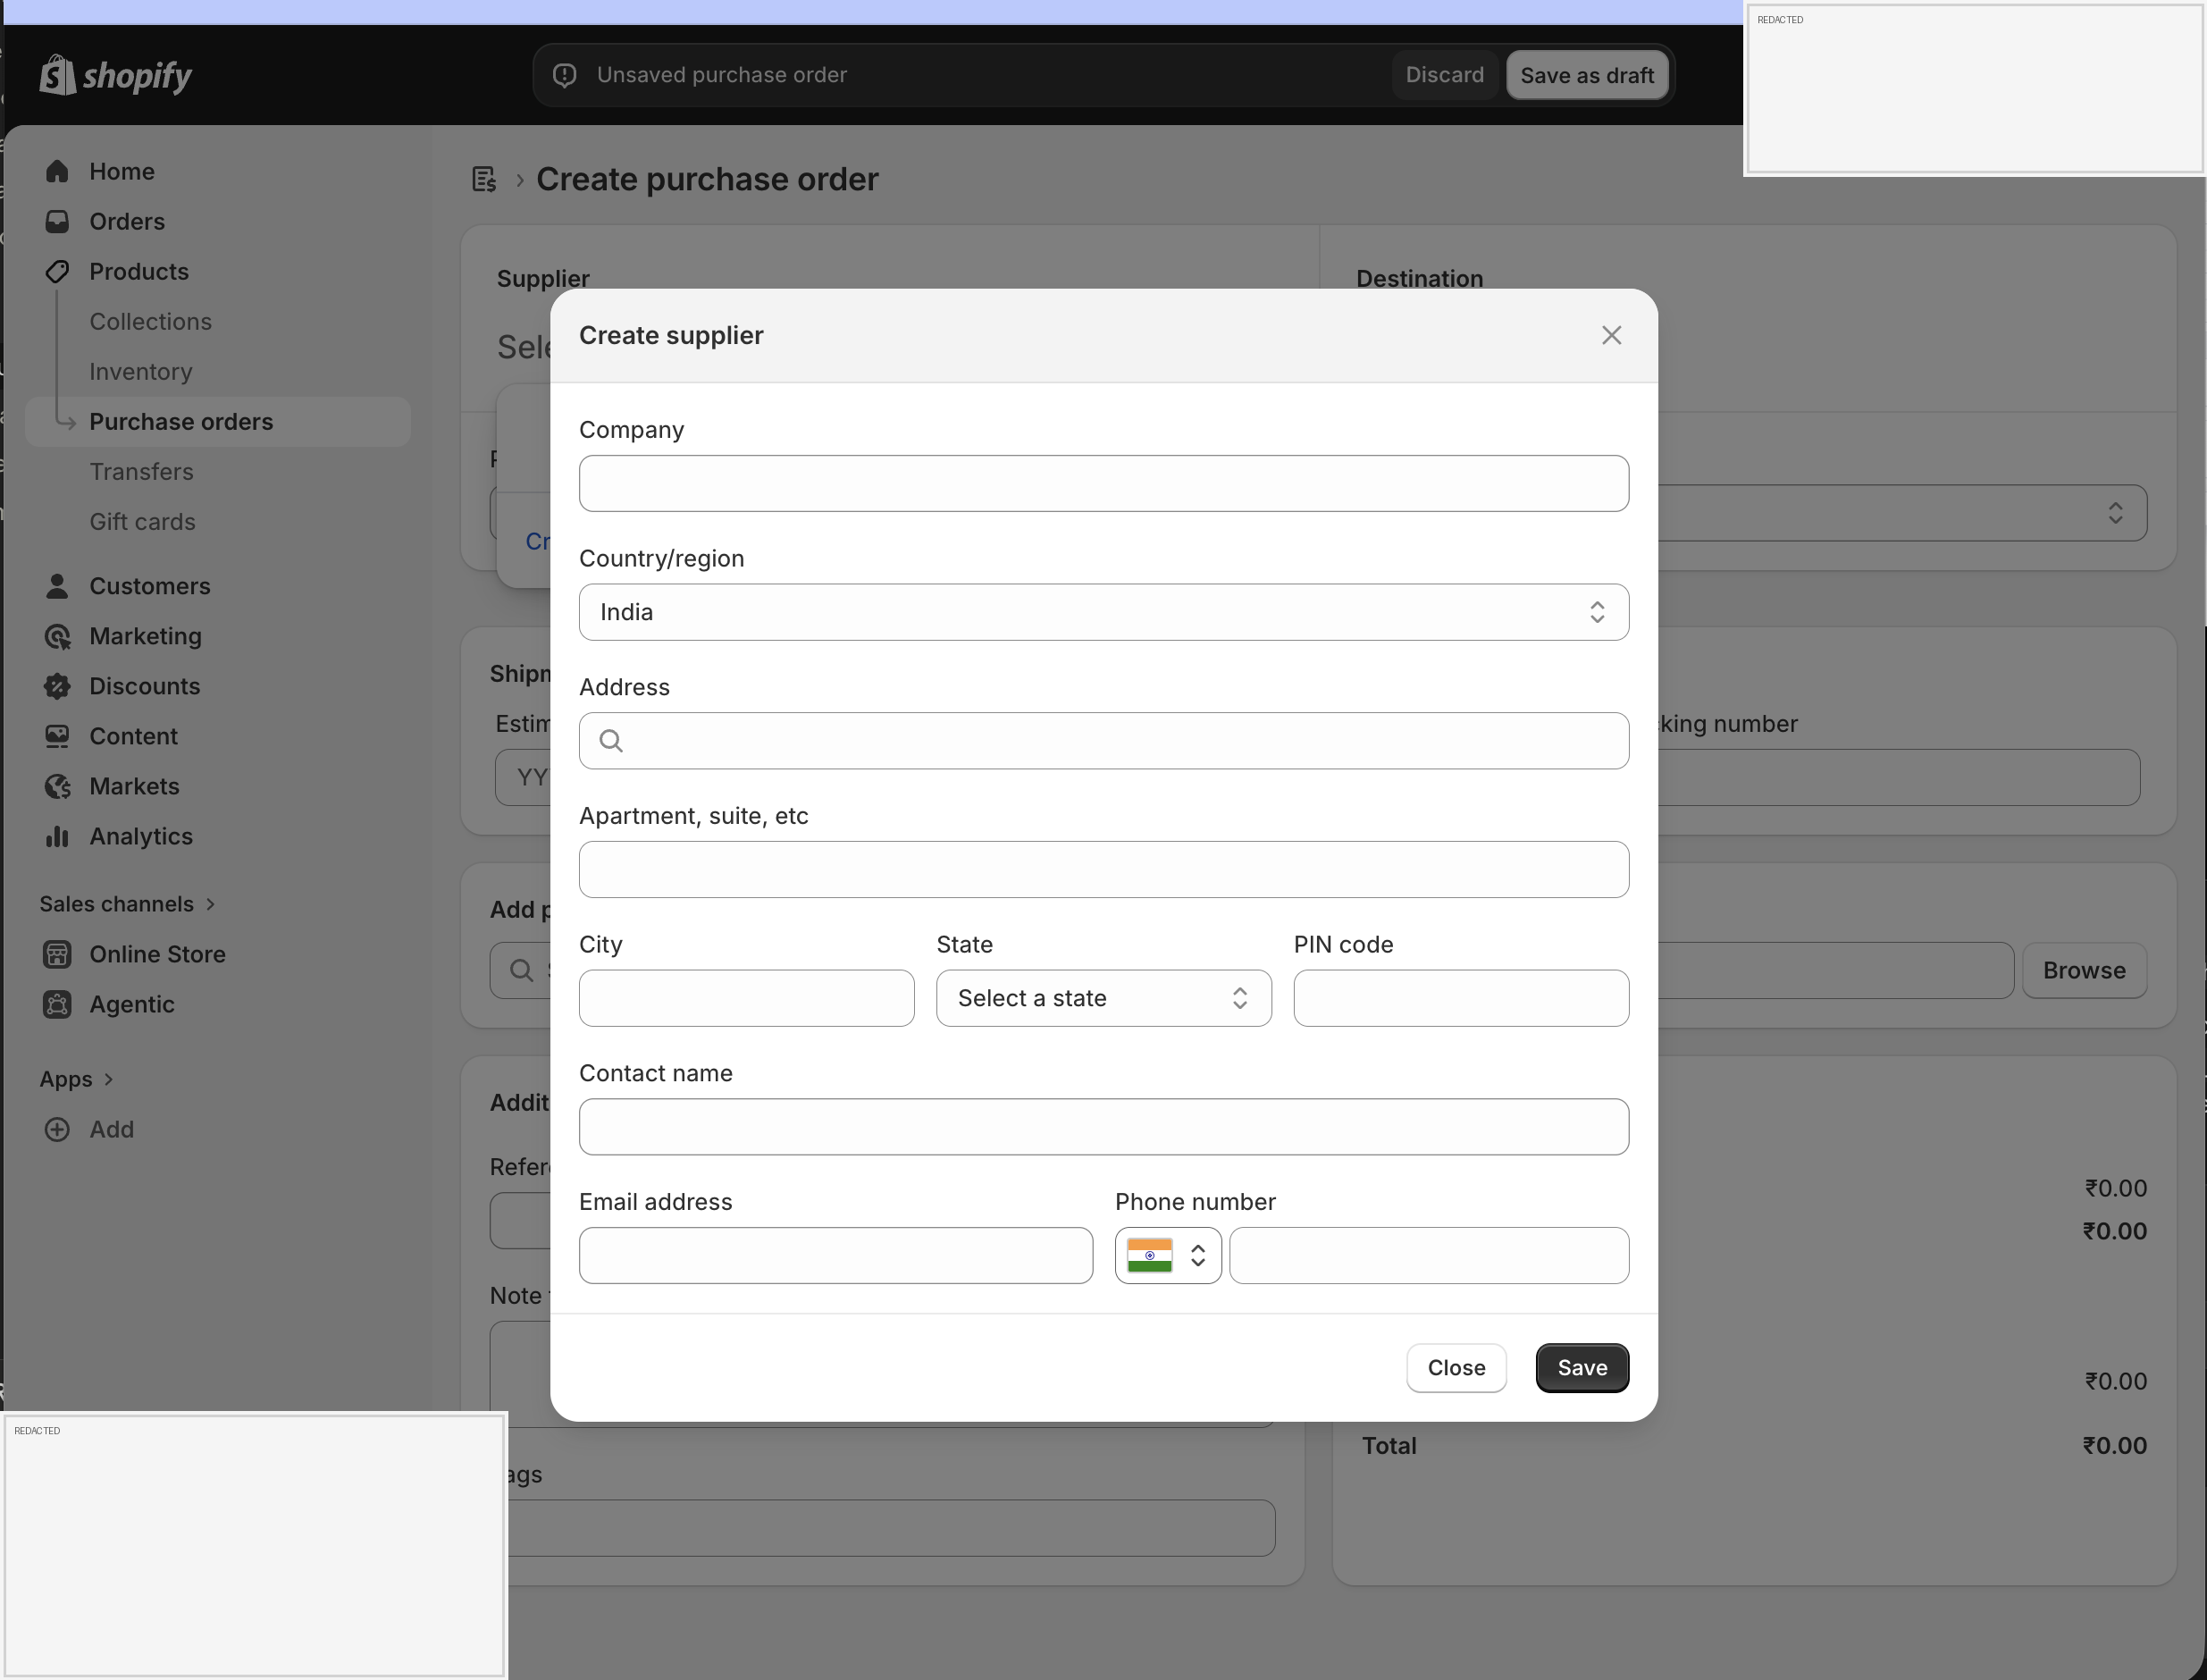 REDACTED
shopify
Unsaved purchase order
Discard
Save as draft
Home
Orders
Products
Collections
Inventory
Purchase orders
Transfers
Gift cards
Customers
Marketing
Discounts
Content
Markets
Analytics
Sales channels
Online Store
Agentic
Apps
Add
Create purchase order
Supplier
Destination
Create supplier
Company
Country/region
India
Address
Apartment, suite, etc
City
State
PIN code
Select a state
Contact name
Email address
Phone number
Close
Save
Browse
₹0.00
₹0.00
₹0.00
Total
₹0.00
REDACTED